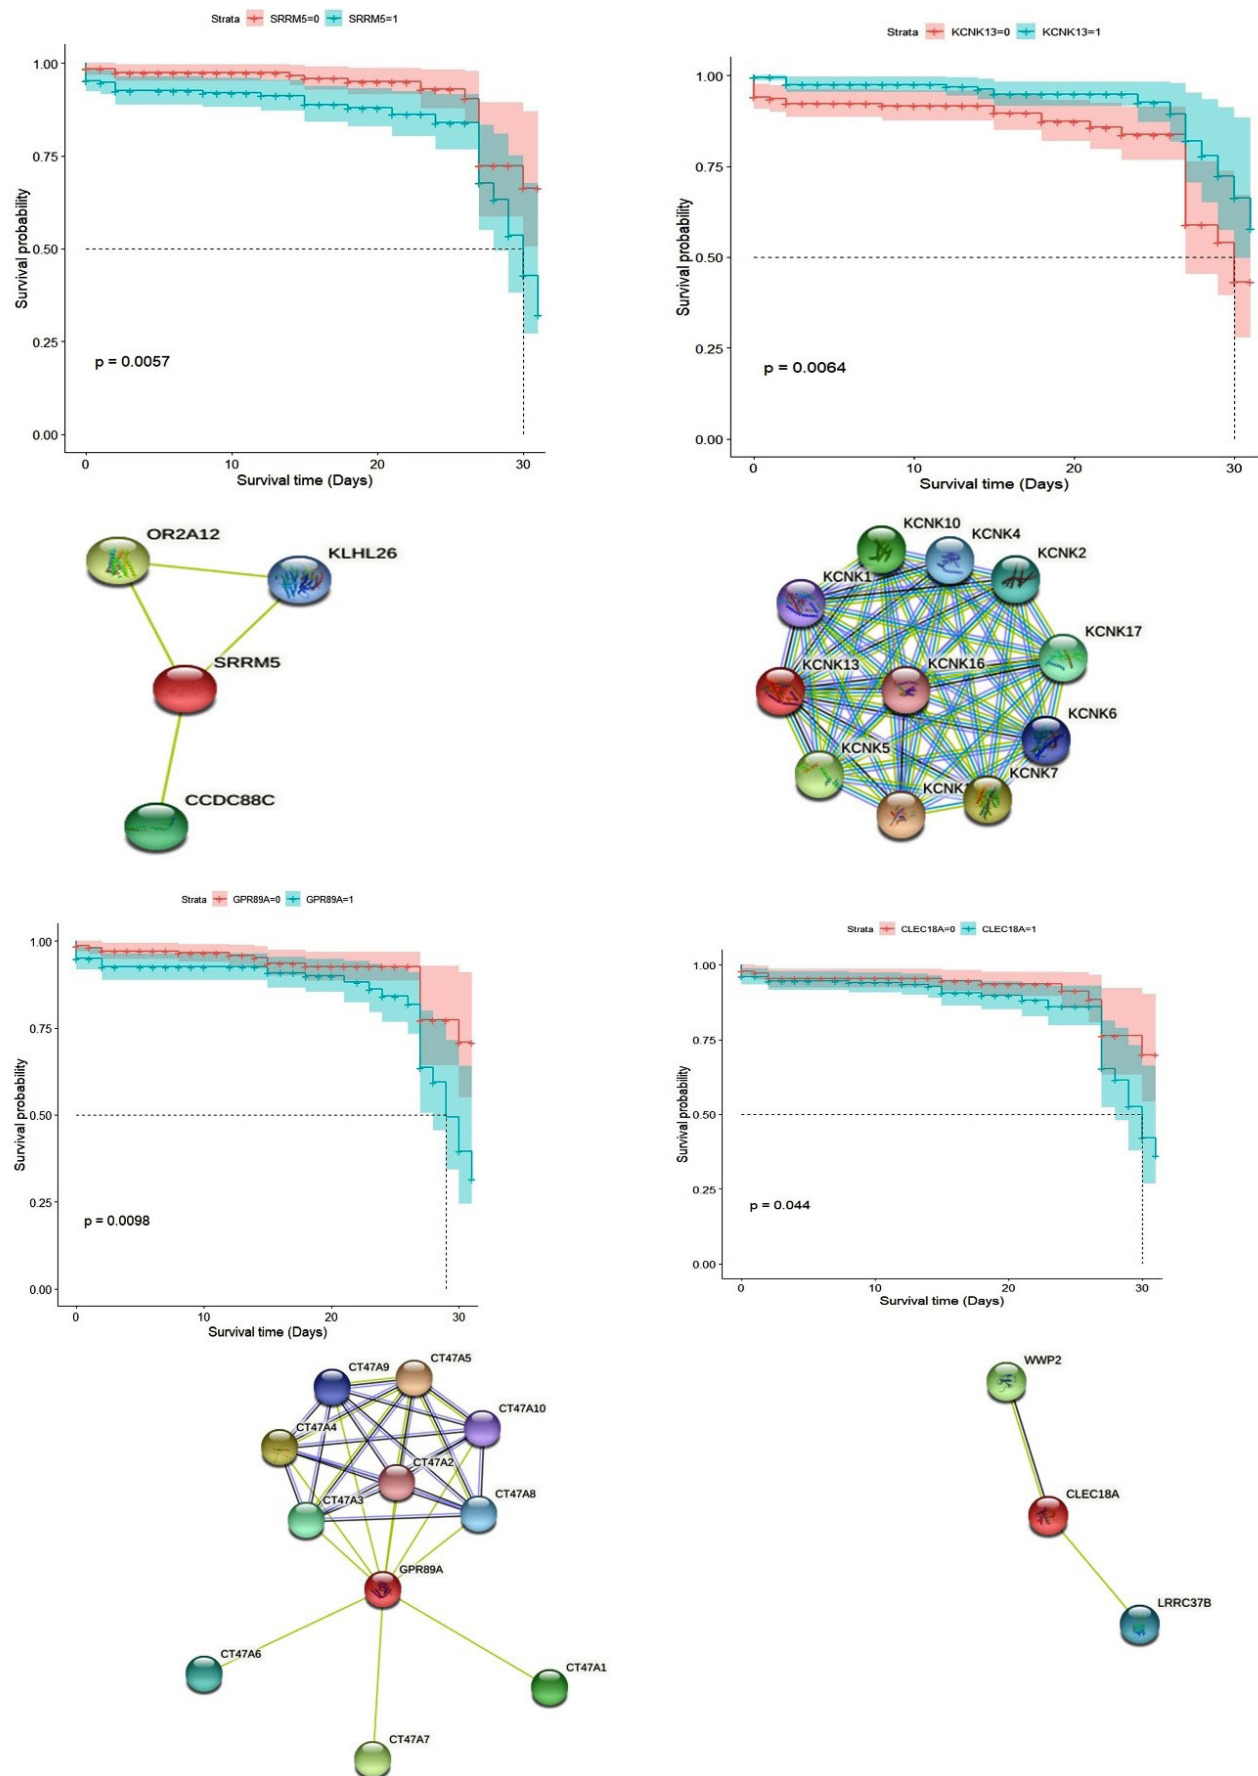 Strata SRRM5=0 SRRM5=1
1.00
0.75
0.50
0.25
0.00
Survival probability
p = 0.0057
0 10 20 30
Survival time (Days)
Strata KCNK13=0 KCNK13=1
1.00
0.75
0.50
0.25
0.00
Survival probability
p = 0.0064
0 10 20 30
Survival time (Days)
OR2A12
KLHL26
SRRM5
CCDC88C
KCNK10
KCNK4
KCNK2
KCNK1
KCNK17
KCNK13
KCNK16
KCNK6
KCNK5
KCNK7
Strata GPR89A=0 GPR89A=1
1.00
0.75
0.50
0.25
0.00
Survival probability
p = 0.0098
0 10 20 30
Survival time (Days)
Strata CLEC18A=0 CLEC18A=1
1.00
0.75
0.50
0.25
0.00
Survival probability
p = 0.044
0 10 20 30
Survival time (Days)
CT47A9
CT47A5
CT47A10
CT47A4
CT47A2
CT47A3
CT47A8
GPR89A
CT47A6
CT47A1
CT47A7
WWP2
CLEC18A
LRRC37B